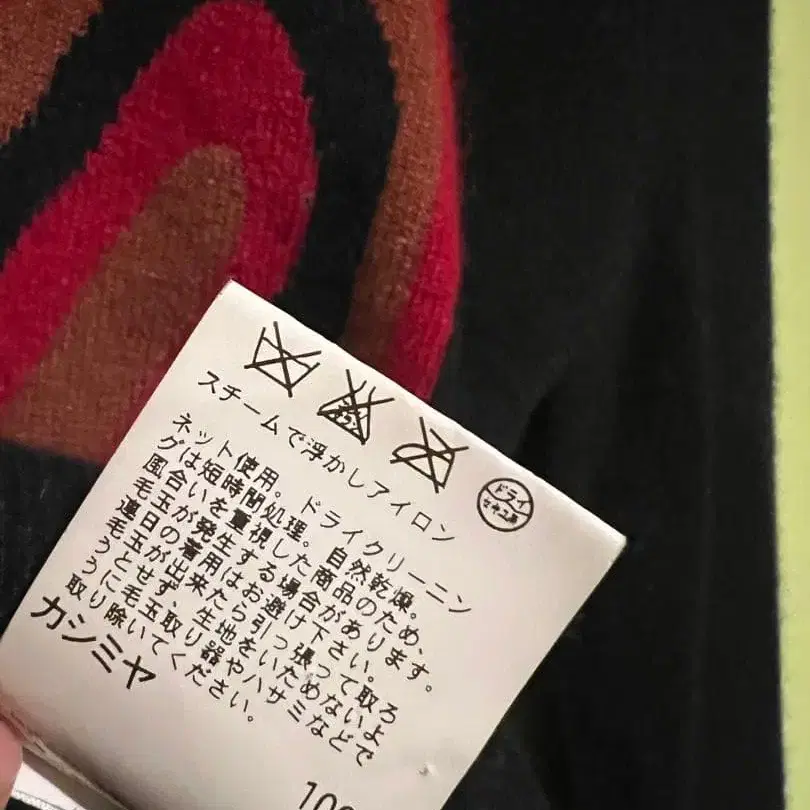 ドライ
セキユ系
スチームで浮かしアイロン
ネット使用。ドライクリーニン
グは短時間処理。自然乾燥。
風合いを重視した商品のため、
毛玉が発生する場合があります。
連日の着用はお避け下さい。
毛玉が出来たら引っ張って取ろ
うとせず、生地をいためないよ
うに毛玉取り器やハサミなどで
取り除いてください。
カシミヤ